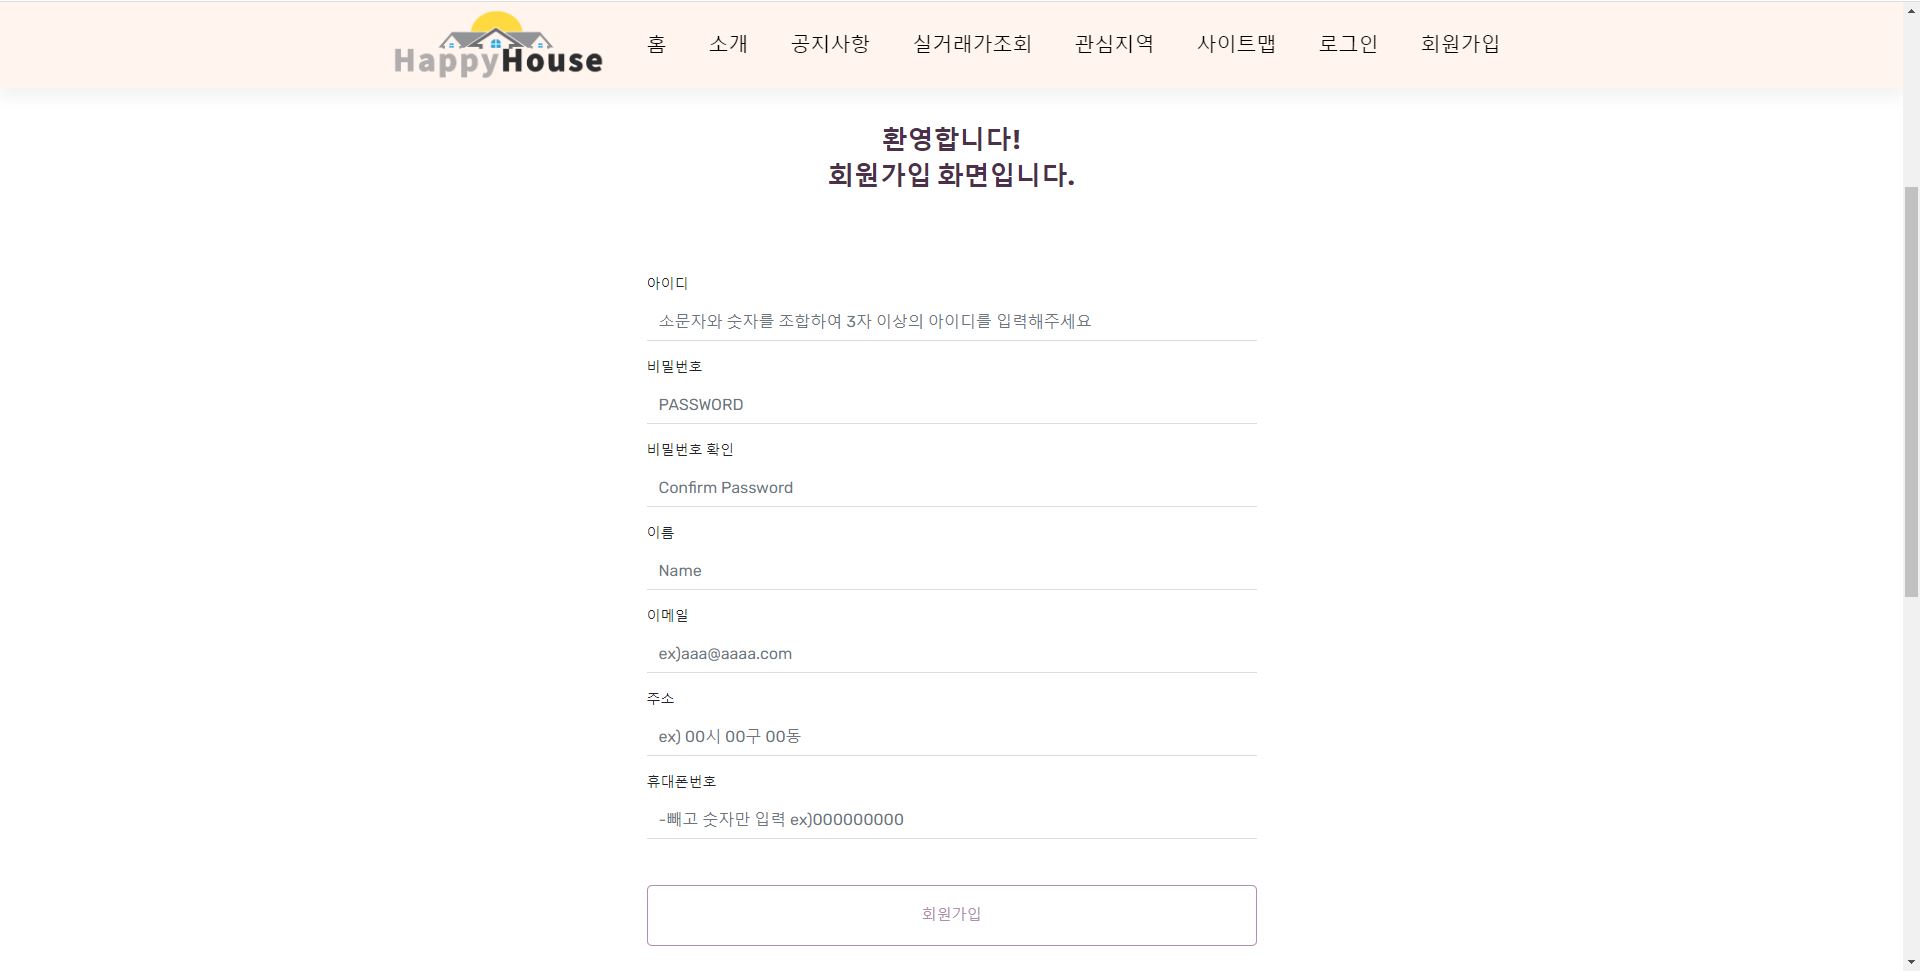 HappyHouse 홈 소개 공지사항 실거래가조회 관심지역 사이트맵 로그인 회원가입
환영합니다!
회원가입 화면입니다.
아이디
소문자와 숫자를 조합하여 3자 이상의 아이디를 입력해주세요
비밀번호
PASSWORD
비밀번호 확인
Confirm Password
이름
Name
이메일
ex)aaa@aaaa.com
주소
ex) 00시 00구 00동
휴대폰번호
-빼고 숫자만 입력 ex)000000000
회원가입